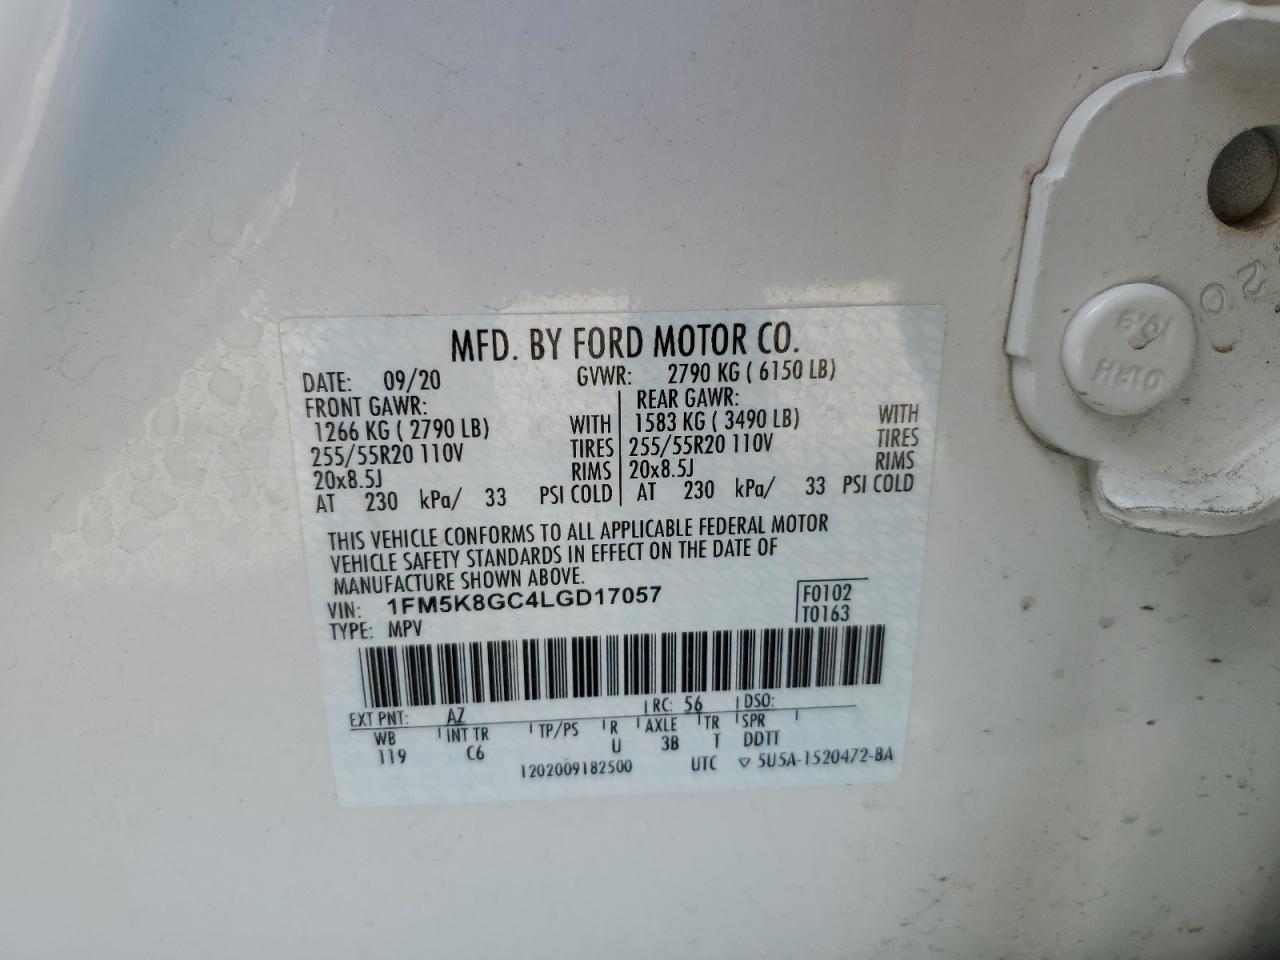 MFD. BY FORD MOTOR CO.
DATE: 09/20 GVWR: 2790 KG ( 6150 LB)
FRONT GAWR: REAR GAWR:
1266 KG ( 2790 LB) WITH 1583 KG ( 3490 LB) WITH
255/55R20 110V TIRES 255/55R20 110V TIRES
20x8.5J RIMS 20x8.5J RIMS
AT 230 kPa/ 33 PSI COLD AT 230 kPa/ 33 PSI COLD
THIS VEHICLE CONFORMS TO ALL APPLICABLE FEDERAL MOTOR
VEHICLE SAFETY STANDARDS IN EFFECT ON THE DATE OF
MANUFACTURE SHOWN ABOVE.
VIN: 1FM5K8GC4LGD17057 F0102
TYPE: MPV T0163
EXT PNT: AZ RC: 56 DSO:
WB INT TR TP/PS R AXLE TR SPR
119 C6 U 3B T DDTT
1202009182500 UTC ▽ 5U5A-1520472-BA